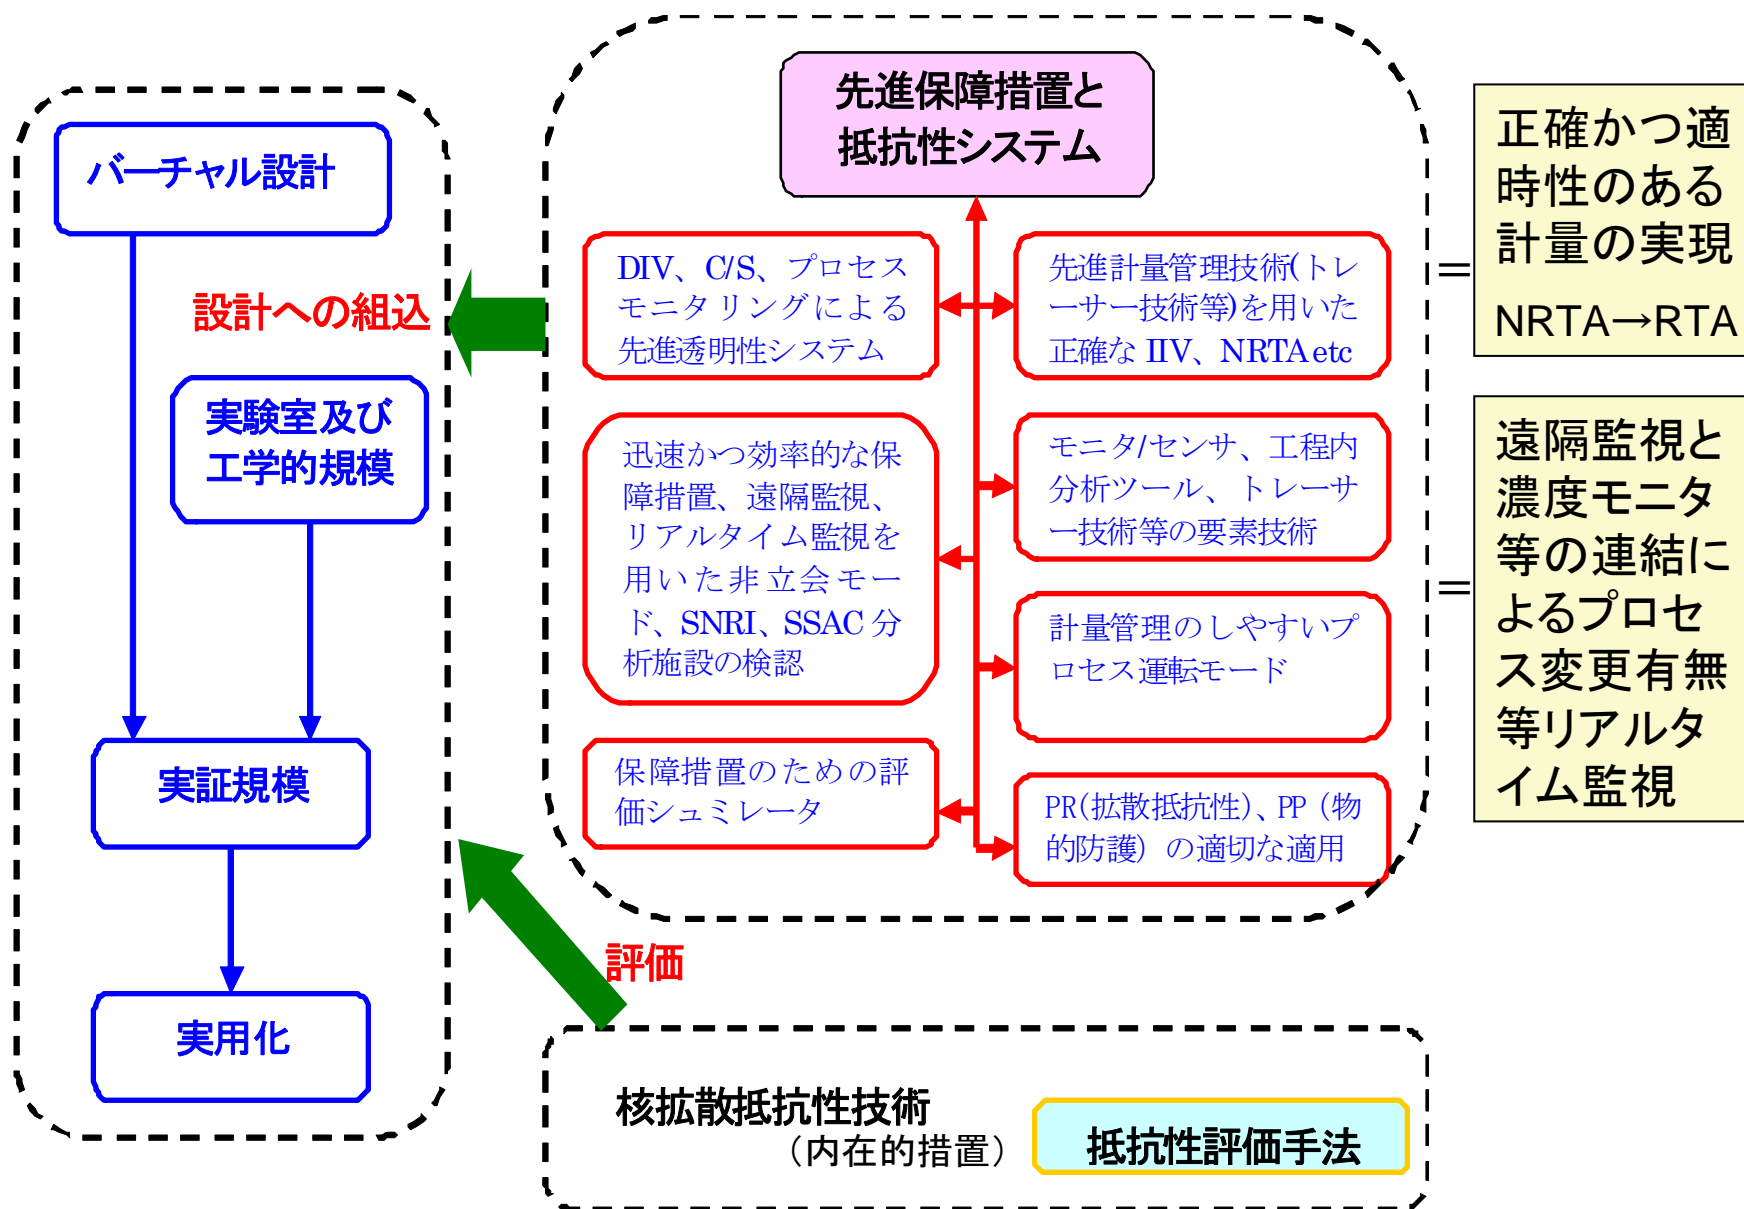 先進保障措置と
抵抗性システム
バーチャル設計
実験室及び
工学的規模
実証規模
実用化
設計への組込
DIV、C/S、プロセス
モニタリングによる
先進透明性システム
先進計量管理技術(トレ
ーサー技術等)を用いた
正確な IIV、NRTA etc
迅速かつ効率的な保
障措置、遠隔監視、
リアルタイム監視を
用いた非立会モー
ド、SNRI、SSAC 分
析施設の検認
モニタ/センサ、工程内
分析ツール、トレーサ
ー技術等の要素技術
計量管理のしやすいプ
ロセス運転モード
保障措置のための評
価シュミレータ
PR(拡散抵抗性)、PP（物
的防護）の適切な適用
=
正確かつ適
時性のある
計量の実現
NRTA→RTA
=
遠隔監視と
濃度モニタ
等の連結に
よるプロセ
ス変更有無
等リアルタ
イム監視
評価
核拡散抵抗性技術
（内在的措置）
抵抗性評価手法